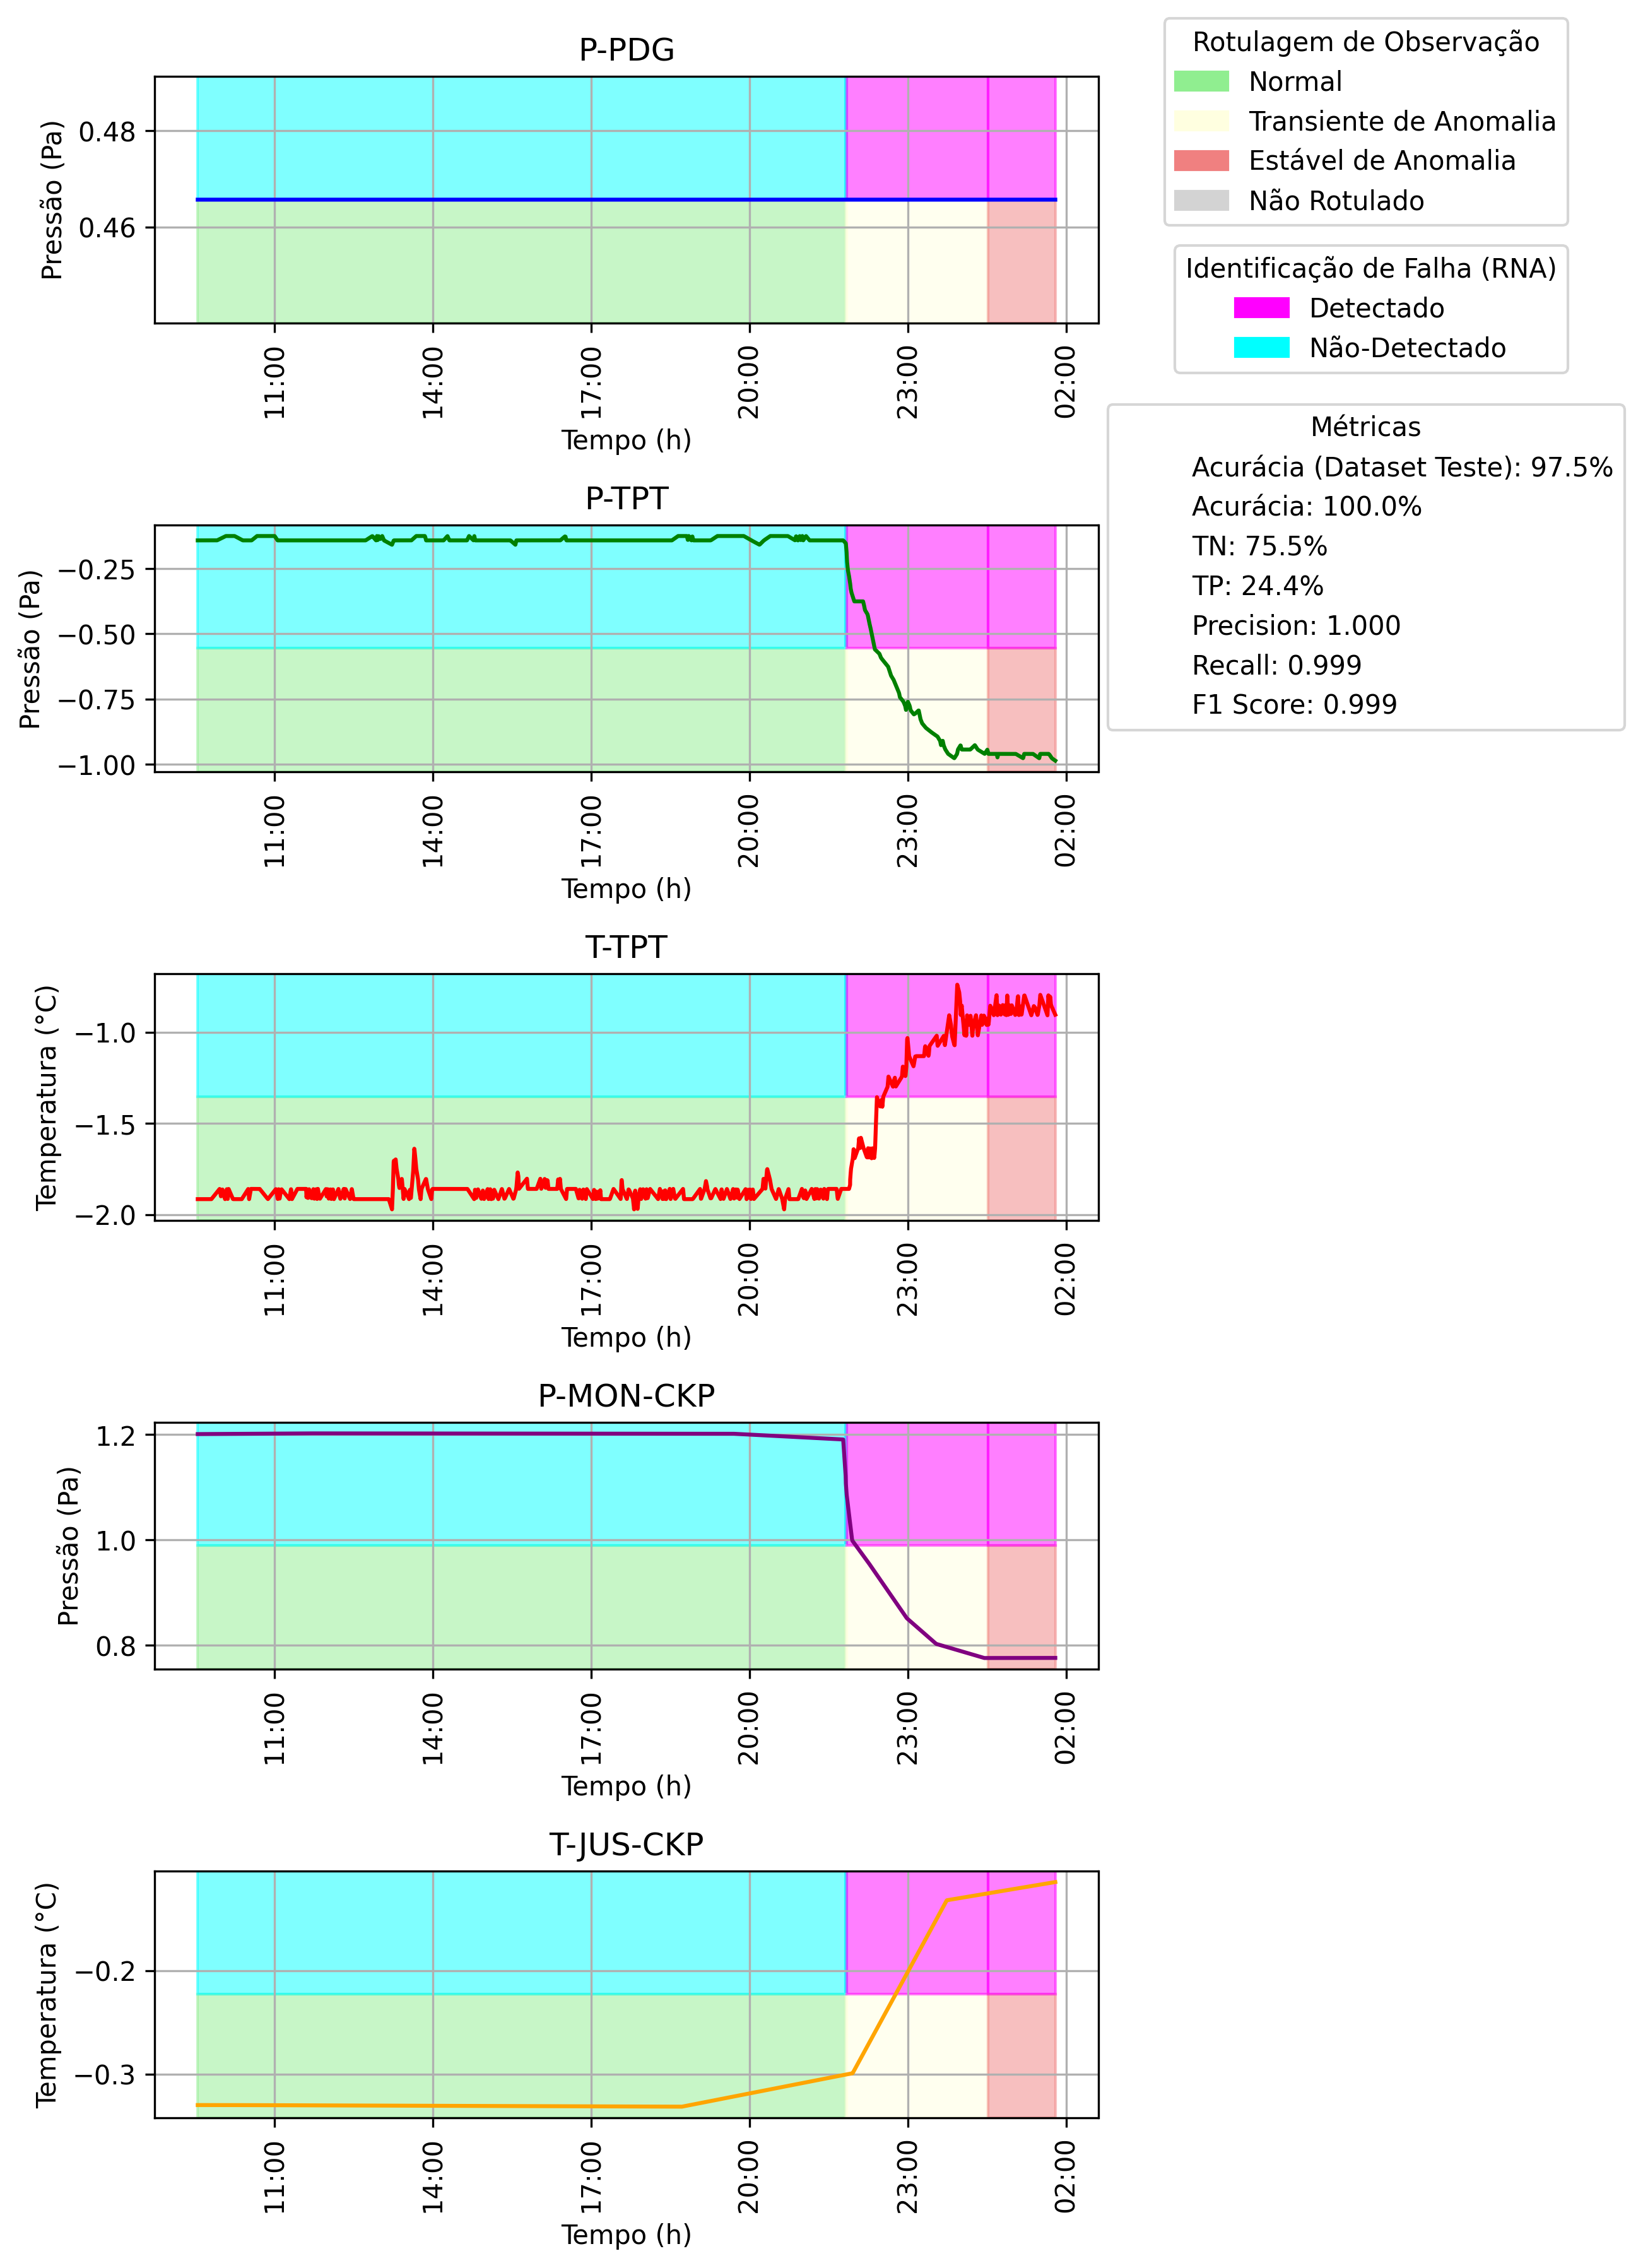 P-PDG
Pressão (Pa)
0.48
0.46
11:00
14:00
17:00
20:00
23:00
02:00
Tempo (h)
Rotulagem de Observação
Normal
Transiente de Anomalia
Estável de Anomalia
Não Rotulado
Identificação de Falha (RNA)
Detectado
Não-Detectado
Métricas
Acurácia (Dataset Teste): 97.5%
Acurácia: 100.0%
TN: 75.5%
TP: 24.4%
Precision: 1.000
Recall: 0.999
F1 Score: 0.999
P-TPT
Pressão (Pa)
−0.25
−0.50
−0.75
−1.00
11:00
14:00
17:00
20:00
23:00
02:00
Tempo (h)
T-TPT
Temperatura (°C)
−1.0
−1.5
−2.0
11:00
14:00
17:00
20:00
23:00
02:00
Tempo (h)
P-MON-CKP
Pressão (Pa)
1.2
1.0
0.8
11:00
14:00
17:00
20:00
23:00
02:00
Tempo (h)
T-JUS-CKP
Temperatura (°C)
−0.2
−0.3
11:00
14:00
17:00
20:00
23:00
02:00
Tempo (h)